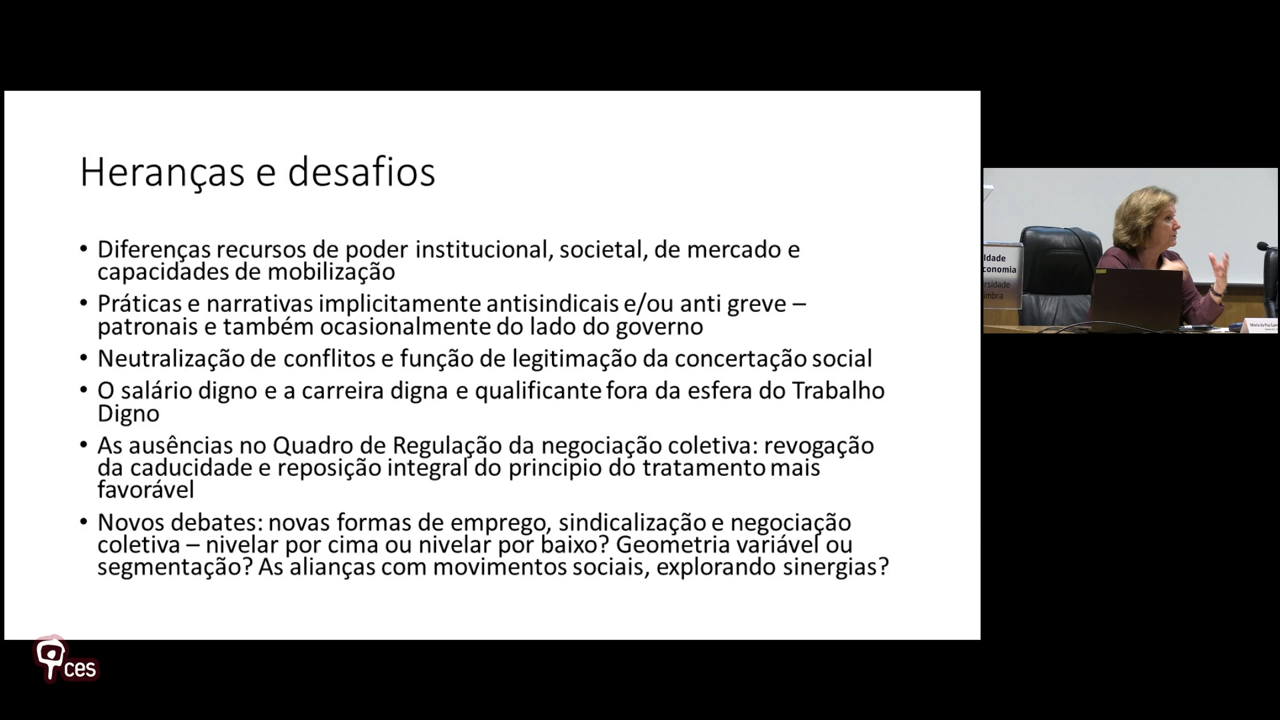 Heranças e desafios
• Diferenças recursos de poder institucional, societal, de mercado e
capacidades de mobilização
• Práticas e narrativas implicitamente antisindicais e/ou anti greve –
patronais e também ocasionalmente do lado do governo
• Neutralização de conflitos e função de legitimação da concertação social
• O salário digno e a carreira digna e qualificante fora da esfera do Trabalho
Digno
• As ausências no Quadro de Regulação da negociação coletiva: revogação
da caducidade e reposição integral do principio do tratamento mais
favorável
• Novos debates: novas formas de emprego, sindicalização e negociação
coletiva – nivelar por cima ou nivelar por baixo? Geometria variável ou
segmentação? As alianças com movimentos sociais, explorando sinergias?
ldade
onomia
rsidade
imbra
ces